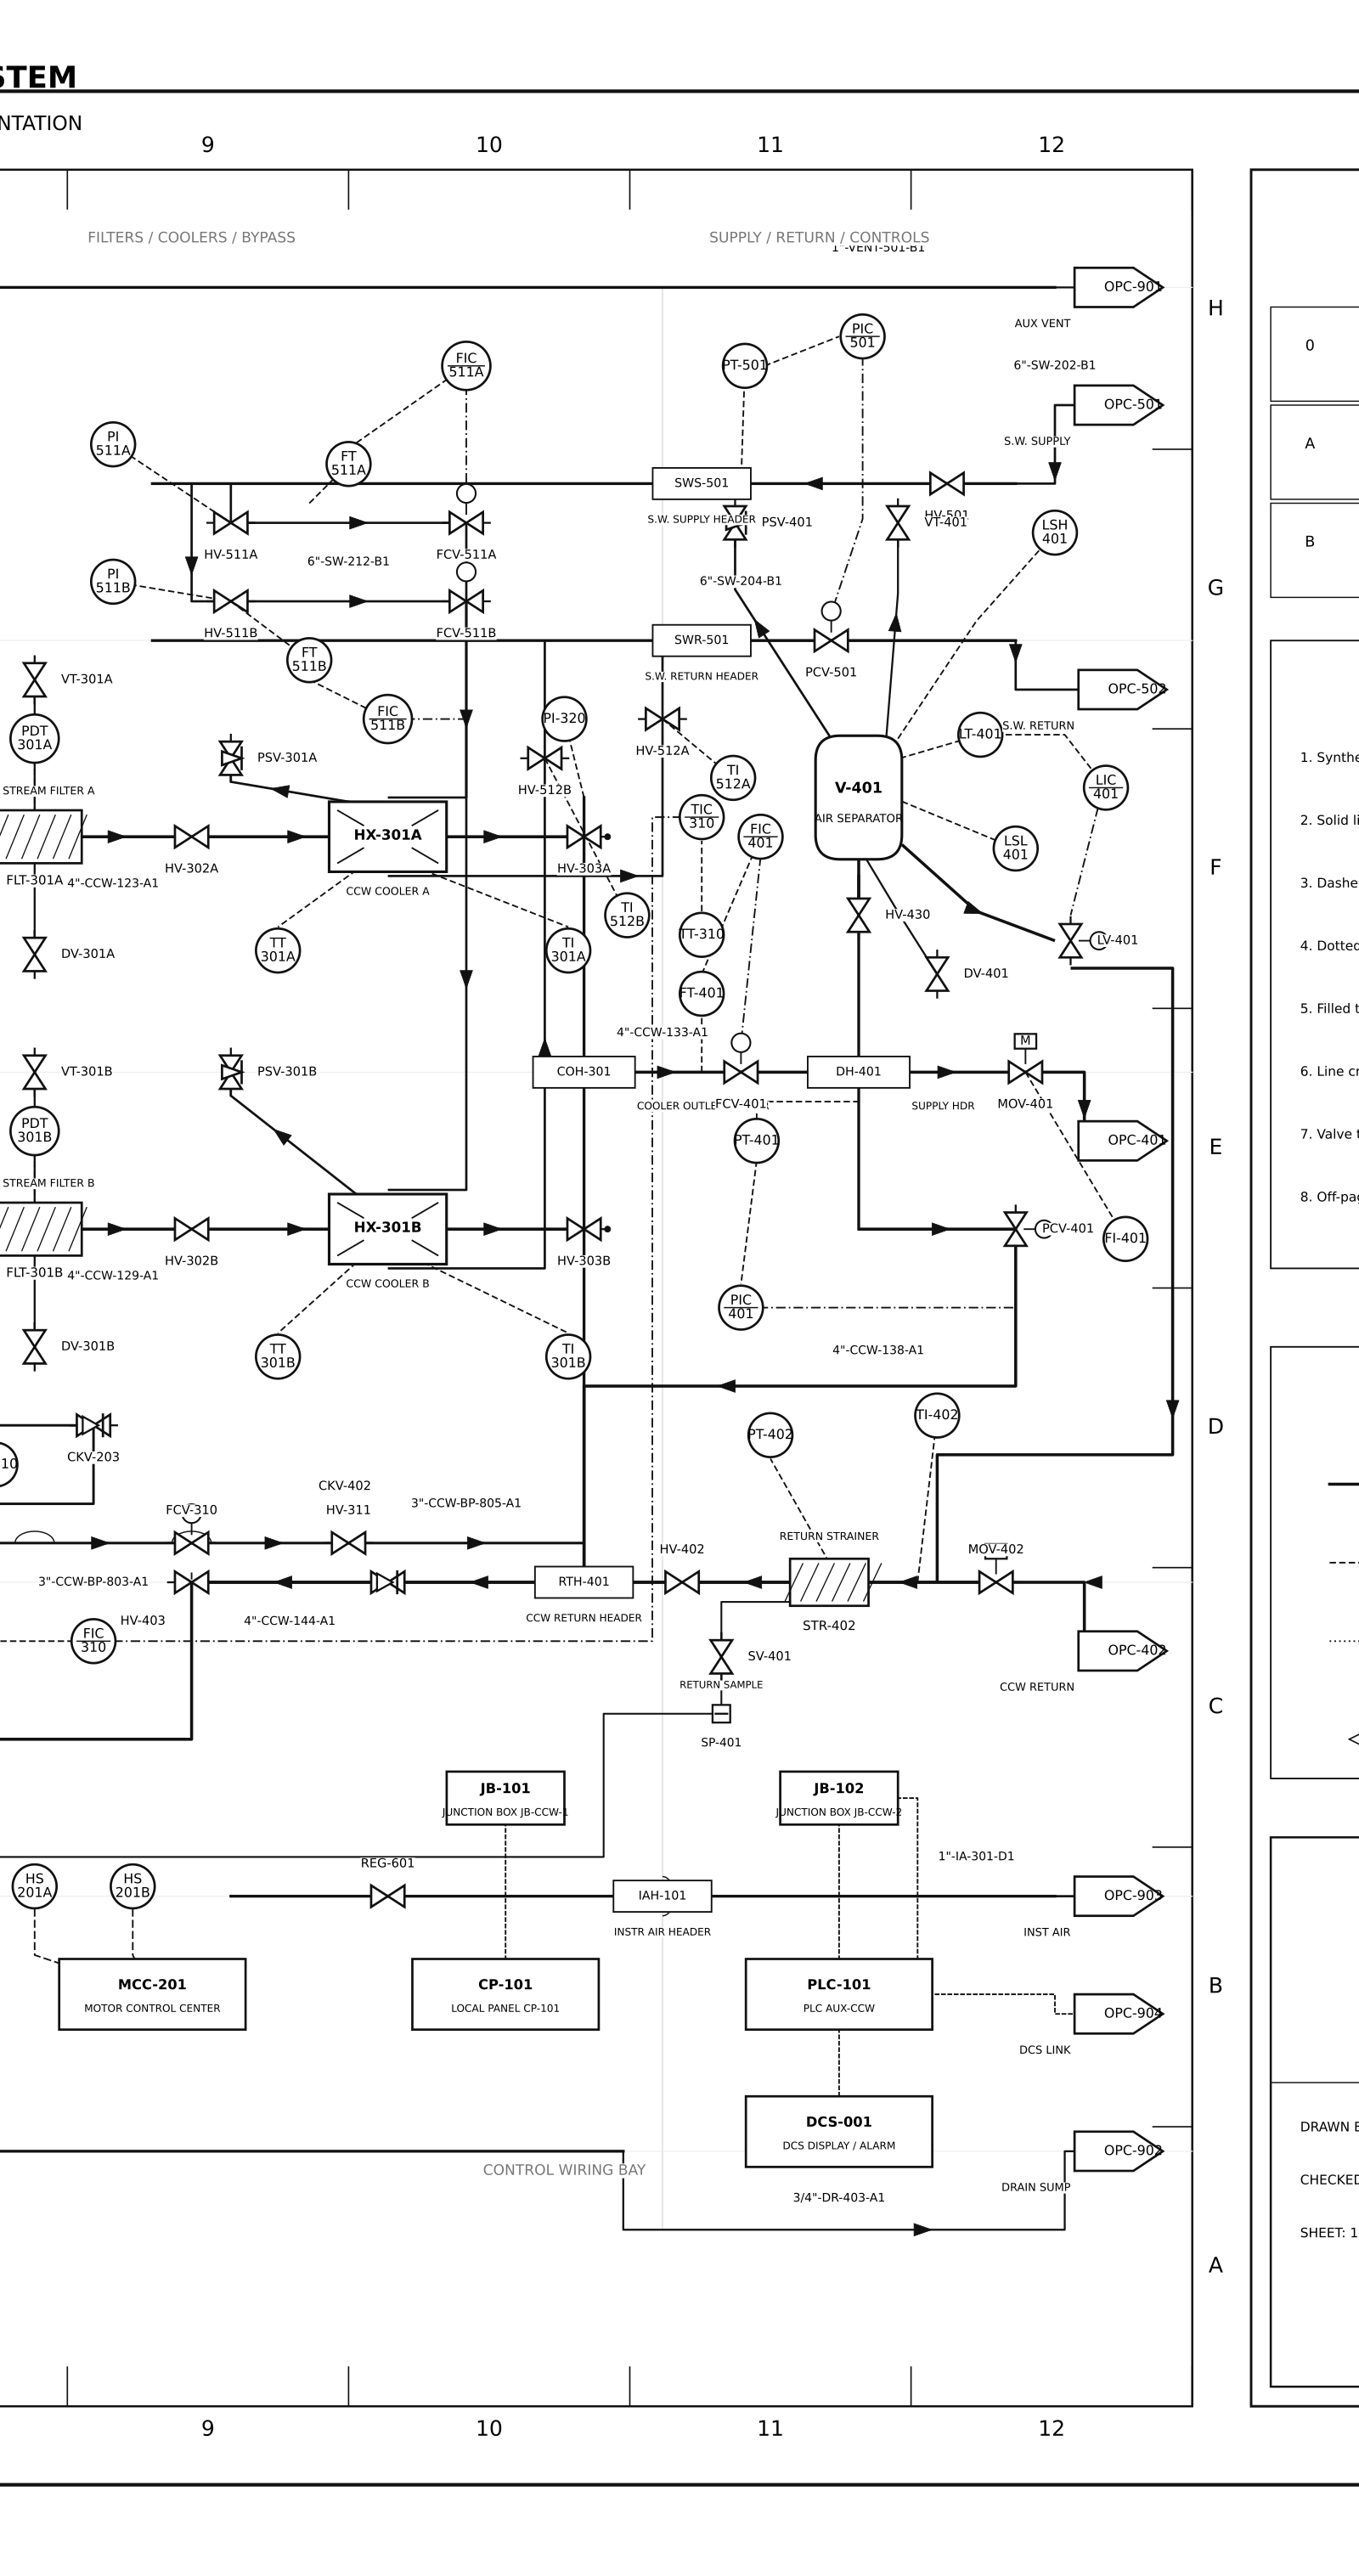 STEM
NTATION
9
10
11
12
FILTERS / COOLERS / BYPASS
SUPPLY / RETURN / CONTROLS
1"-VENT-501-B1
OPC-901
H
AUX VENT
PIC
501
0
FIC
511A
PT-501
6"-SW-202-B1
OPC-501
PI
511A
S.W. SUPPLY
A
FT
511A
SWS-501
S.W. SUPPLY HEADER
PSV-401
HV-501
VT-401
LSH
401
B
HV-511A
6"-SW-212-B1
FCV-511A
PI
511B
6"-SW-204-B1
G
HV-511B
FCV-511B
SWR-501
FT
511B
S.W. RETURN HEADER
PCV-501
VT-301A
OPC-502
FIC
511B
PI-320
S.W. RETURN
LT-401
PDT
301A
PSV-301A
HV-512A
1. Synthe
TI
512A
HV-512B
V-401
AIR SEPARATOR
LIC
401
STREAM FILTER A
TIC
310
2. Solid li
HX-301A
FIC
401
LSL
401
HV-302A
HV-303A
F
FLT-301A
4"-CCW-123-A1
CCW COOLER A
3. Dashe
TI
512B
HV-430
TT-310
LV-401
TT
301A
TI
301A
4. Dotted
DV-301A
DV-401
FT-401
5. Filled t
4"-CCW-133-A1
M
VT-301B
PSV-301B
COH-301
DH-401
6. Line cr
FCV-401
SUPPLY HDR
MOV-401
PDT
301B
PT-401
OPC-401
E
7. Valve t
STREAM FILTER B
8. Off-pag
HX-301B
PCV-401
FI-401
HV-302B
HV-303B
FLT-301B
4"-CCW-129-A1
CCW COOLER B
PIC
401
DV-301B
TT
301B
TI
301B
4"-CCW-138-A1
TI-402
D
PT-402
CKV-203
10
CKV-402
3"-CCW-BP-805-A1
FCV-310
HV-311
RETURN STRAINER
HV-402
MOV-402
3"-CCW-BP-803-A1
RTH-401
HV-403
4"-CCW-144-A1
CCW RETURN HEADER
STR-402
FIC
310
SV-401
OPC-402
RETURN SAMPLE
CCW RETURN
C
SP-401
JB-101
JUNCTION BOX JB-CCW-1
JB-102
JUNCTION BOX JB-CCW-2
REG-601
1"-IA-301-D1
HS
201A
HS
201B
IAH-101
OPC-903
INSTR AIR HEADER
INST AIR
MCC-201
MOTOR CONTROL CENTER
CP-101
LOCAL PANEL CP-101
PLC-101
PLC AUX-CCW
B
OPC-904
DCS LINK
DCS-001
DCS DISPLAY / ALARM
DRAWN B
OPC-902
CONTROL WIRING BAY
CHECKED
DRAIN SUMP
3/4"-DR-403-A1
SHEET: 1
A
9
10
11
12